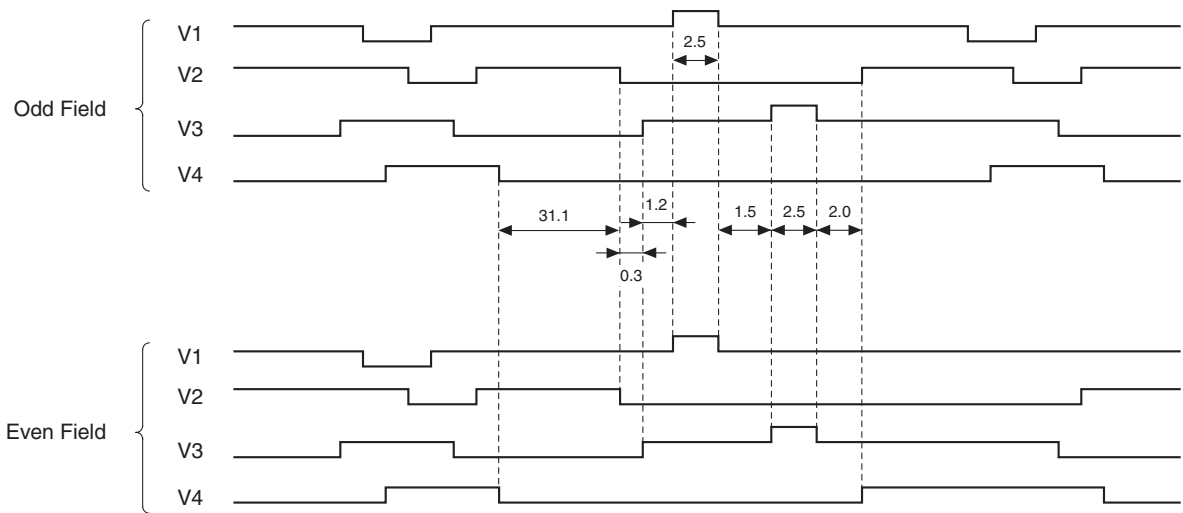 V1
2.5
V2
Odd Field
V3
V4
1.2
31.1
1.5
2.5
2.0
0.3
V1
V2
Even Field
V3
V4